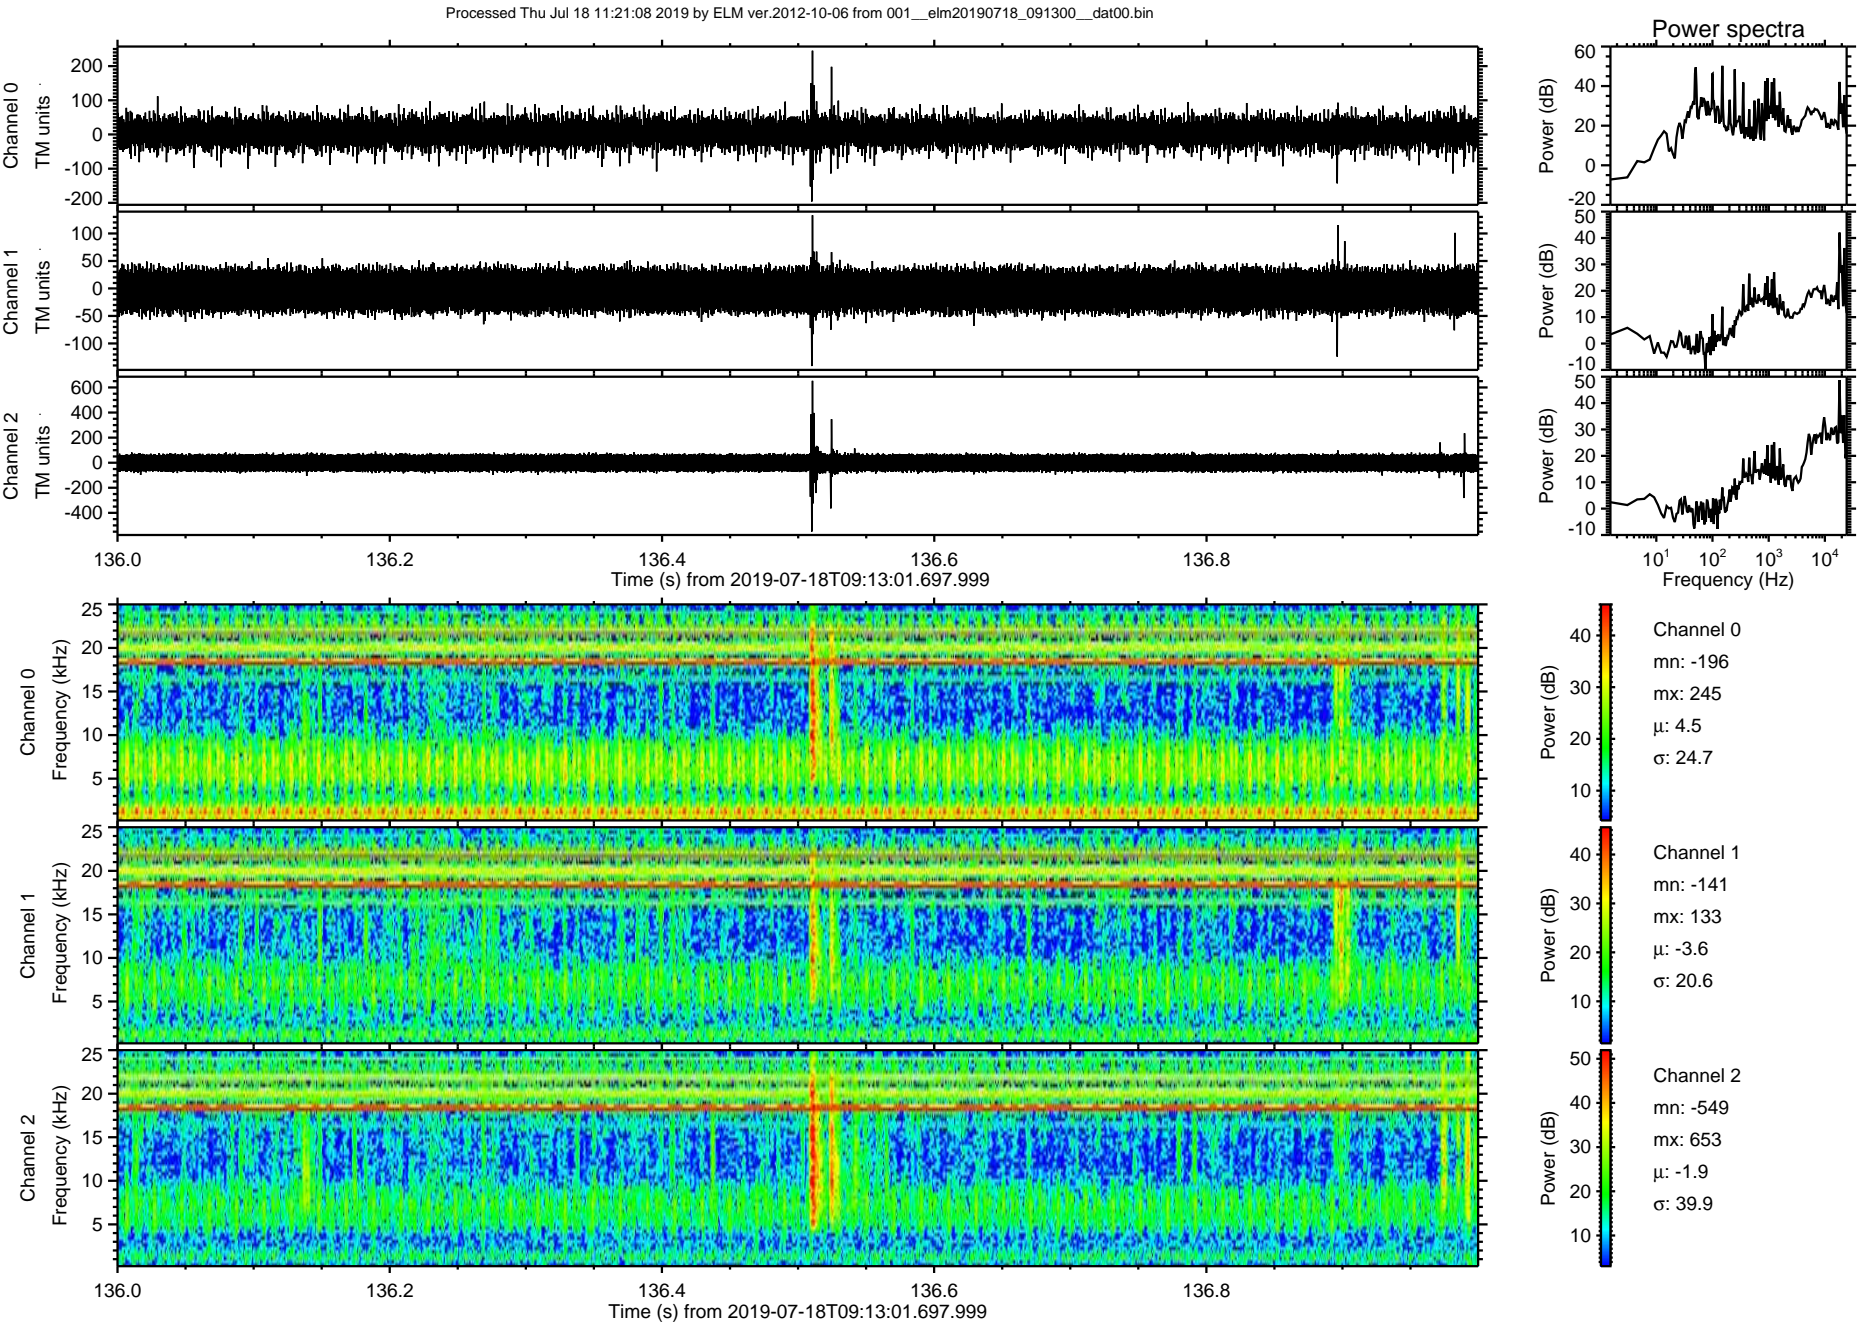 Processed Thu Jul 18 11:21:08 2019 by ELM ver.2012-10-06 from 001__elm20190718_091300__dat00.bin
Power spectra
Channel 0
TM units
200
100
0
-100
-200
Power (dB)
60
40
20
0
-20
Channel 1
TM units
100
50
0
-50
-100
Power (dB)
50
40
30
20
10
0
-10
Channel 2
TM units
600
400
200
0
-200
-400
Power (dB)
50
40
30
20
10
0
-10
136.0 136.2 136.4 136.6 136.8
Time (s) from 2019-07-18T09:13:01.697.999
10¹ 10² 10³ 10⁴
Frequency (Hz)
Channel 0
Frequency (kHz)
25
20
15
10
5
Power (dB)
40
30
20
10
Channel 0
mn: -196
mx: 245
μ: 4.5
σ: 24.7
Channel 1
Frequency (kHz)
25
20
15
10
5
Power (dB)
40
30
20
10
Channel 1
mn: -141
mx: 133
μ: -3.6
σ: 20.6
Channel 2
Frequency (kHz)
25
20
15
10
5
Power (dB)
50
40
30
20
10
Channel 2
mn: -549
mx: 653
μ: -1.9
σ: 39.9
136.0 136.2 136.4 136.6 136.8
Time (s) from 2019-07-18T09:13:01.697.999